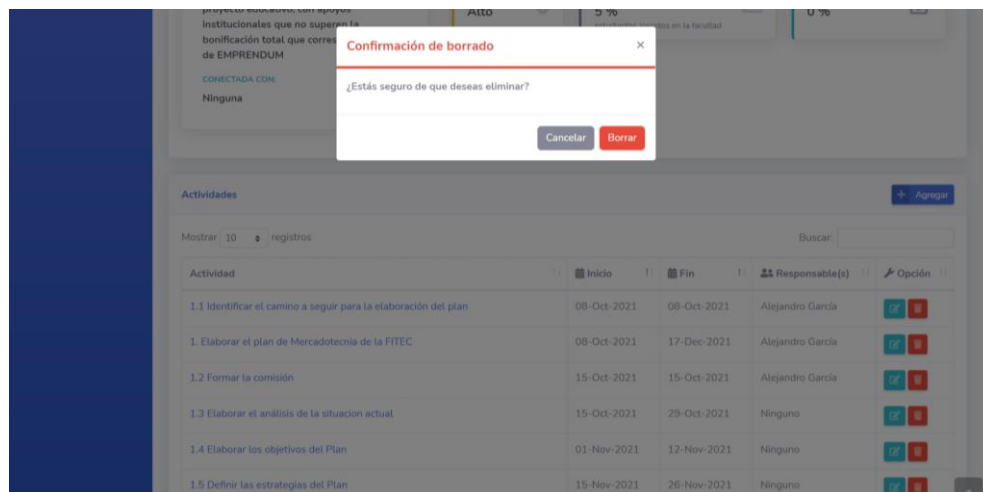 proyecto educativo, con apoyos
institucionales que no superen la
bonificación total que corres
de EMPRENDUM
CONECTADA CON:
Ninguna
Alto
5 %
0 %
Confirmación de borrado ×
¿Estás seguro de que deseas eliminar?
Cancelar Borrar
Actividades
+ Agregar
Mostrar 10 registros
Buscar:
Actividad Inicio Fin Responsable(s) Opción
1.1 Identificar el camino a seguir para la elaboración del plan 08-Oct-2021 08-Oct-2021 Alejandro García
1. Elaborar el plan de Mercadotecnia de la FITEC 08-Oct-2021 17-Dec-2021 Alejandro García
1.2 Formar la comisión 15-Oct-2021 15-Oct-2021 Alejandro García
1.3 Elaborar el análisis de la situacion actual 15-Oct-2021 29-Oct-2021 Ninguno
1.4 Elaborar los objetivos del Plan 01-Nov-2021 12-Nov-2021 Ninguno
1.5 Definir las estrategias del Plan 15-Nov-2021 26-Nov-2021 Ninguno